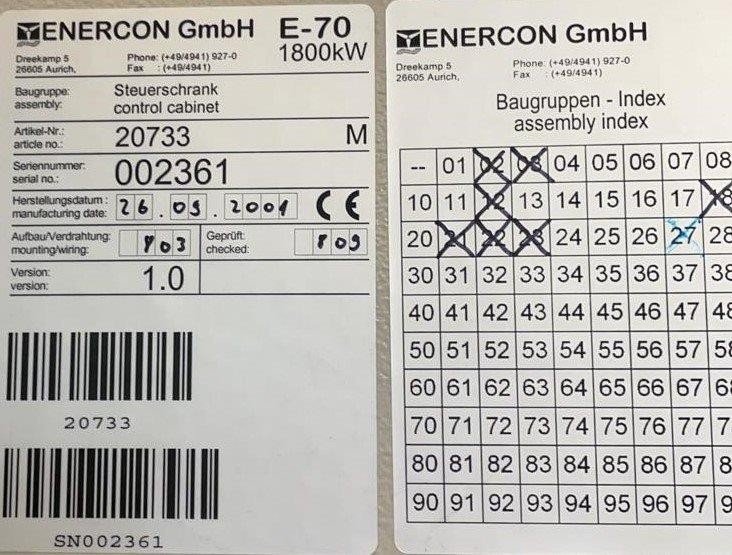 ENERCON GmbH E-70
1800kW
Dreekamp 5 Phone: (+49/4941) 927-0
26605 Aurich, Fax : (+49/4941)
Baugruppe: Steuerschrank
assembly: control cabinet
Artikel-Nr.:
article no.: 20733 M
Seriennummer:
serial no.: 002361
Herstellungsdatum :
manufacturing date: 26.09.2001 CE
Aufbau/Verdrahtung: Geprüft:
mounting/wiring: checked:
Version:
version: 1.0
20733
SN002361
ENERCON GmbH
Dreekamp 5 Phone: (+49/4941) 927-0
26605 Aurich, Fax : (+49/4941)
Baugruppen - Index
assembly index
-- 01 02 03 04 05 06 07 08
10 11 12 13 14 15 16 17 18
20 21 22 23 24 25 26 27 28
30 31 32 33 34 35 36 37 38
40 41 42 43 44 45 46 47 48
50 51 52 53 54 55 56 57 58
60 61 62 63 64 65 66 67
70 71 72 73 74 75 76 77
80 81 82 83 84 85 86 87
90 91 92 93 94 95 96 97